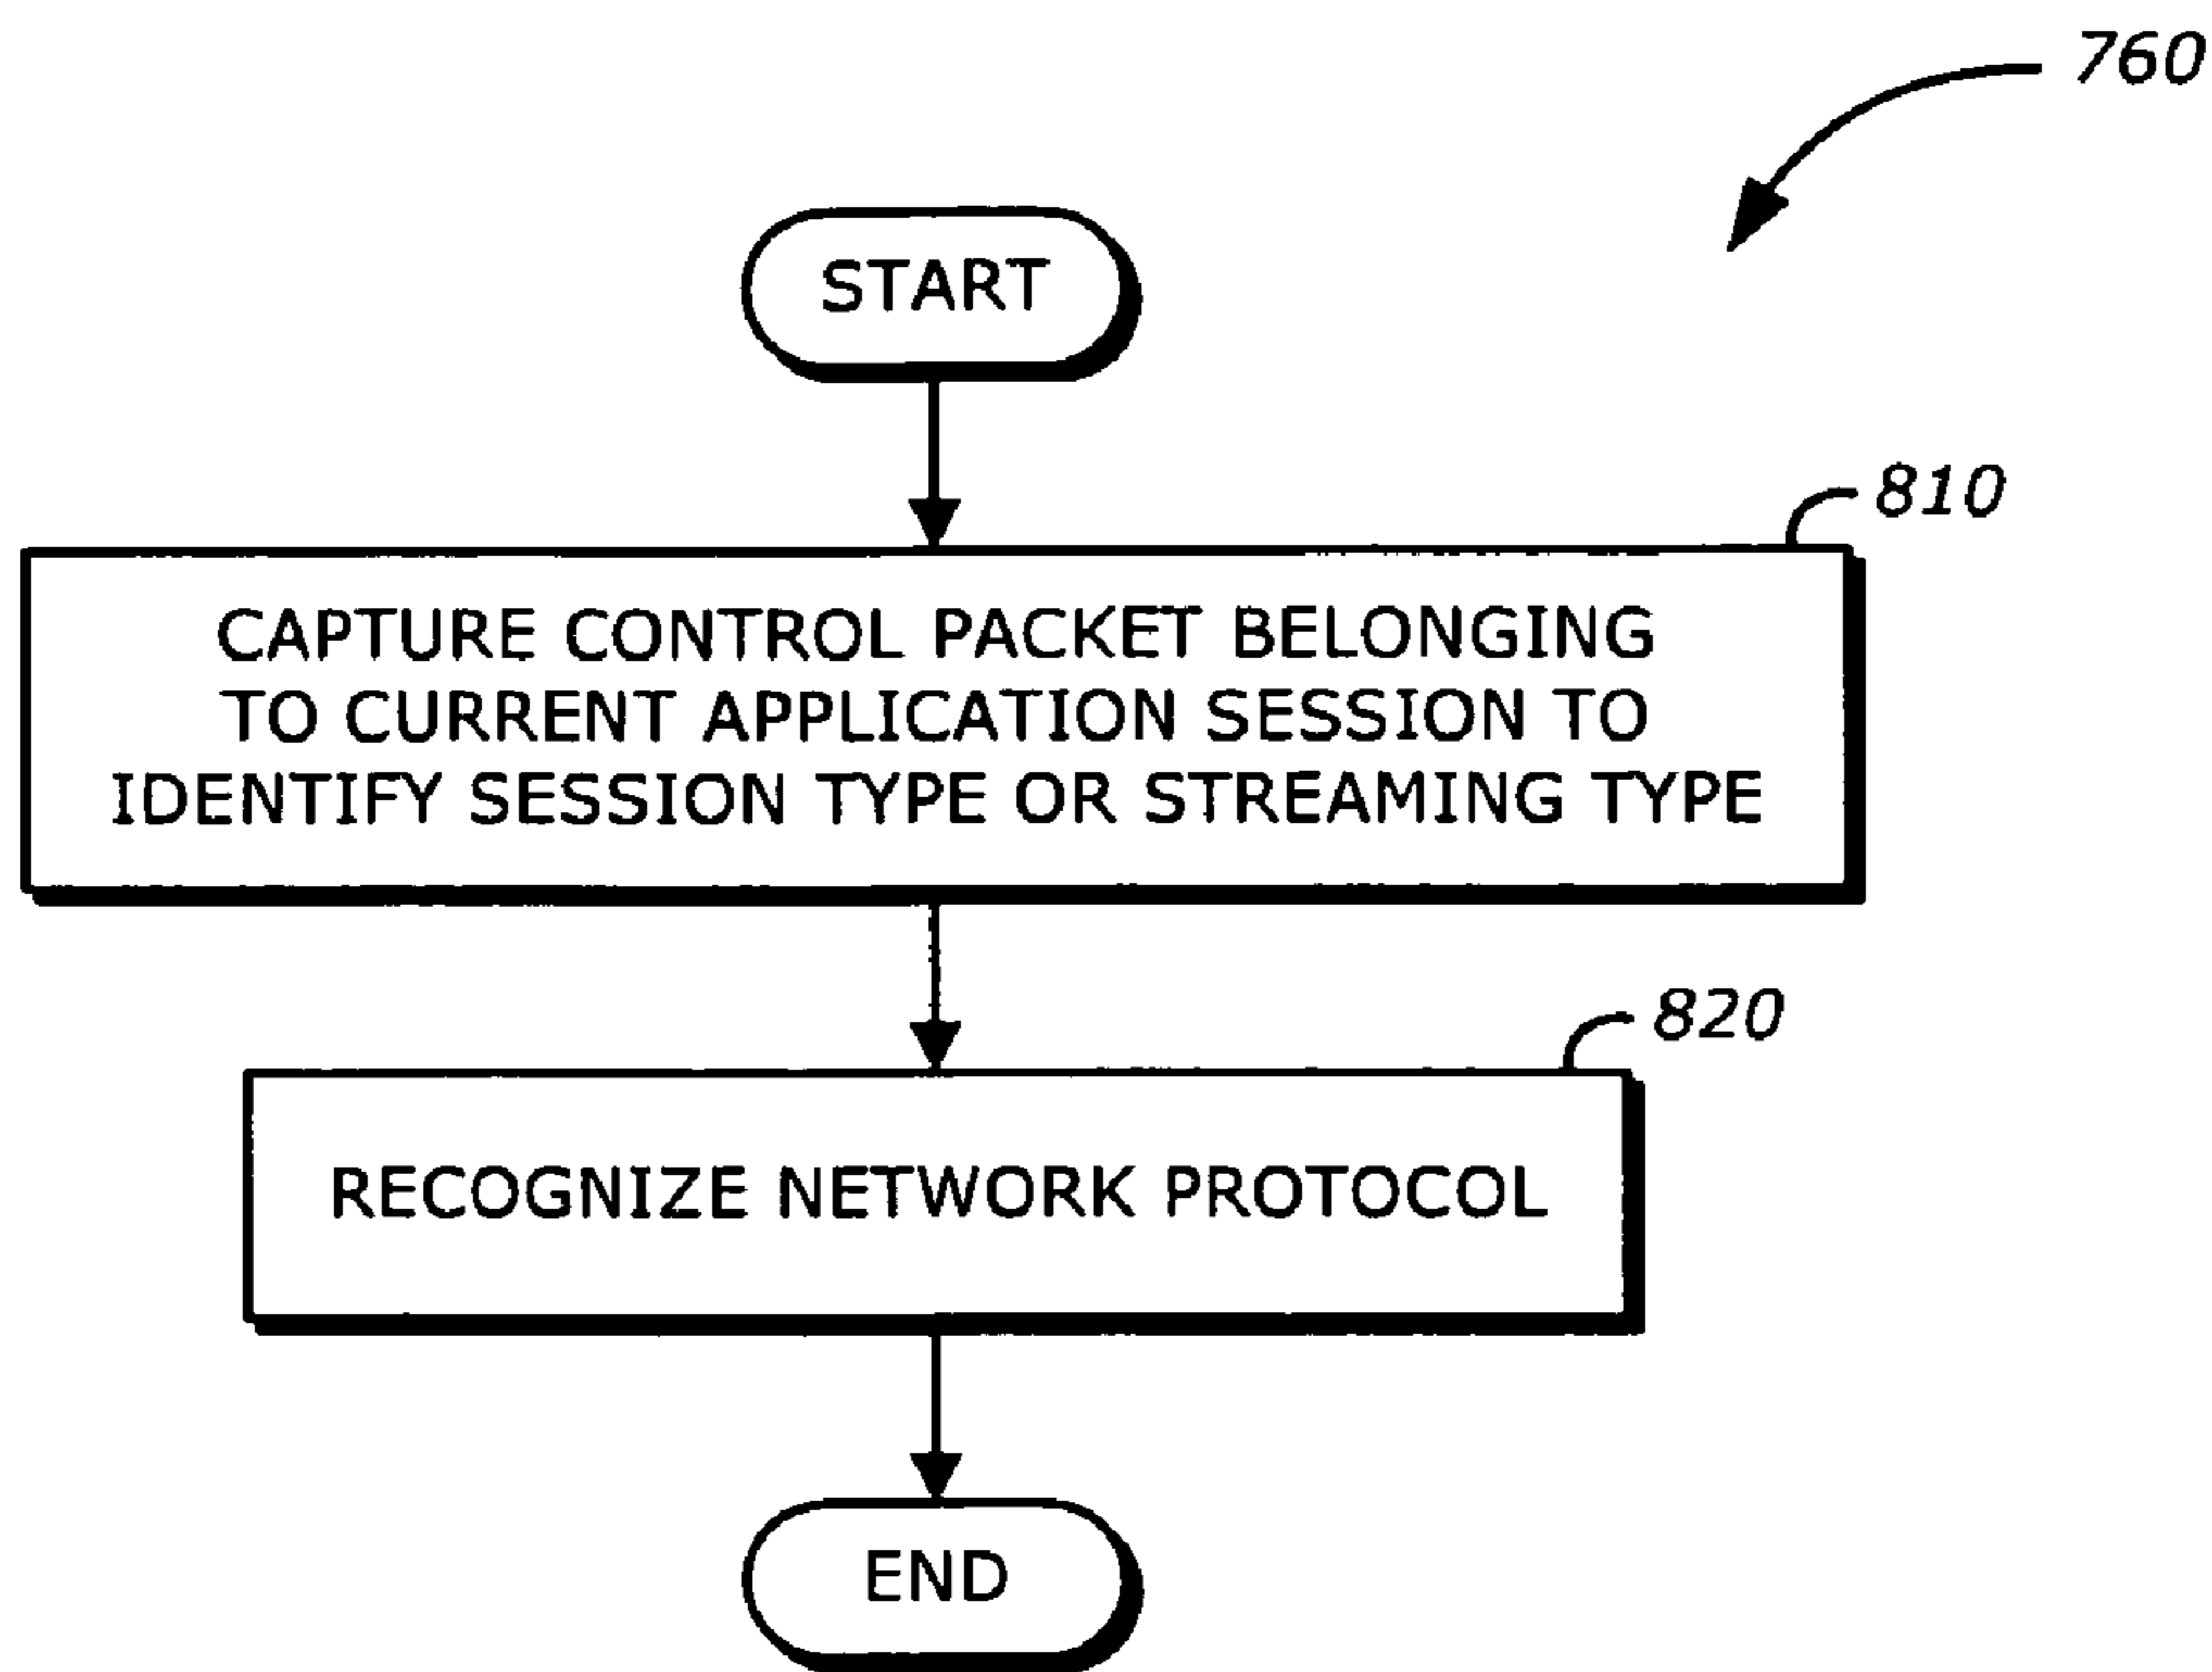 760
START
810
CAPTURE CONTROL PACKET BELONGING
TO CURRENT APPLICATION SESSION TO
IDENTIFY SESSION TYPE OR STREAMING TYPE
820
RECOGNIZE NETWORK PROTOCOL
END